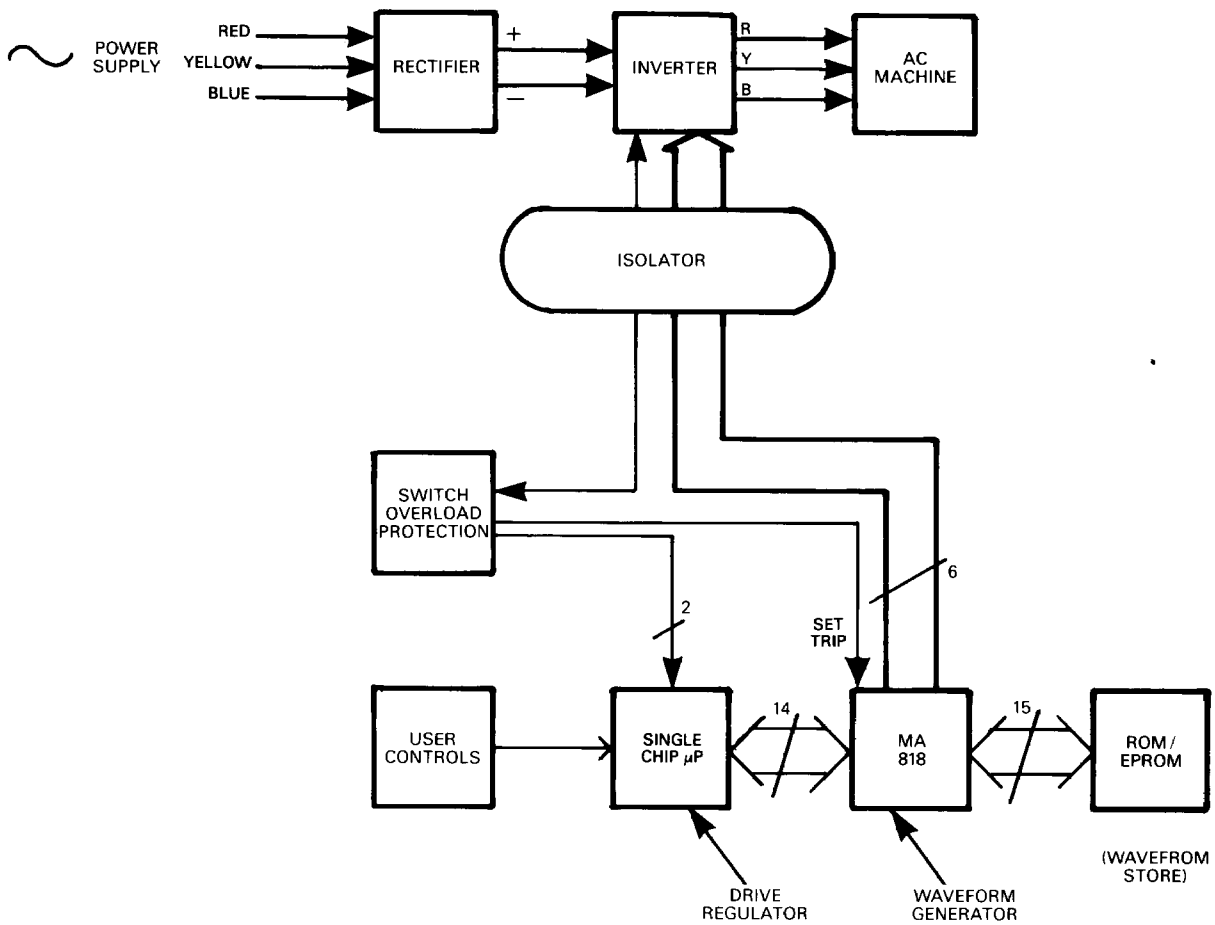 POWER
SUPPLY
RED
YELLOW
BLUE
RECTIFIER
+
−
INVERTER
R
Y
B
AC
MACHINE
ISOLATOR
SWITCH
OVERLOAD
PROTECTION
2
SET
TRIP
6
USER
CONTROLS
SINGLE
CHIP μP
14
MA
818
15
ROM /
EPROM
(WAVEFROM
STORE)
DRIVE
REGULATOR
WAVEFORM
GENERATOR